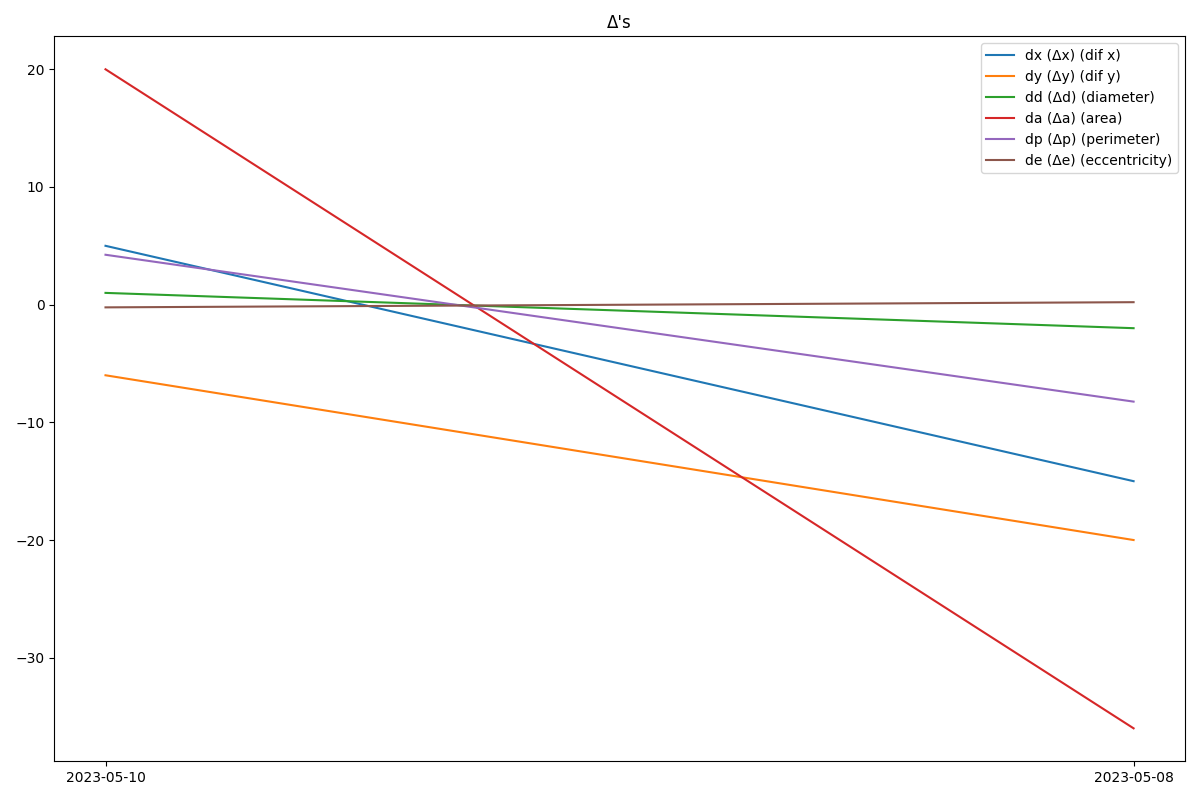 Δ's
dx (Δx) (dif x)
dy (Δy) (dif y)
dd (Δd) (diameter)
da (Δa) (area)
dp (Δp) (perimeter)
de (Δe) (eccentricity)
20
10
0
−10
−20
−30
2023-05-10 2023-05-08